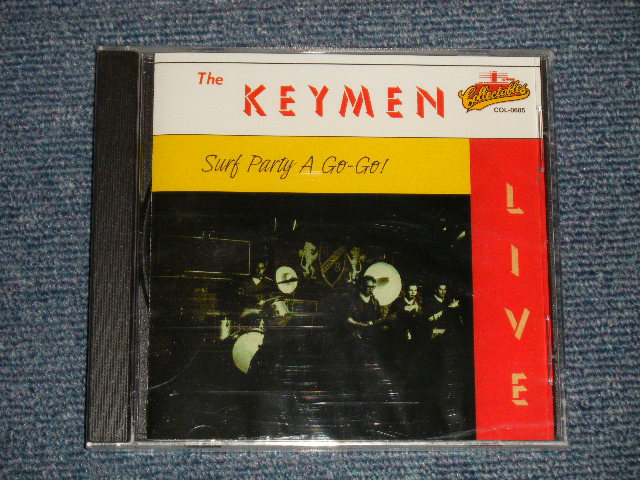 The
KEYMEN
Collectables
COL-0685
Surf Party A Go-Go!
LIVE